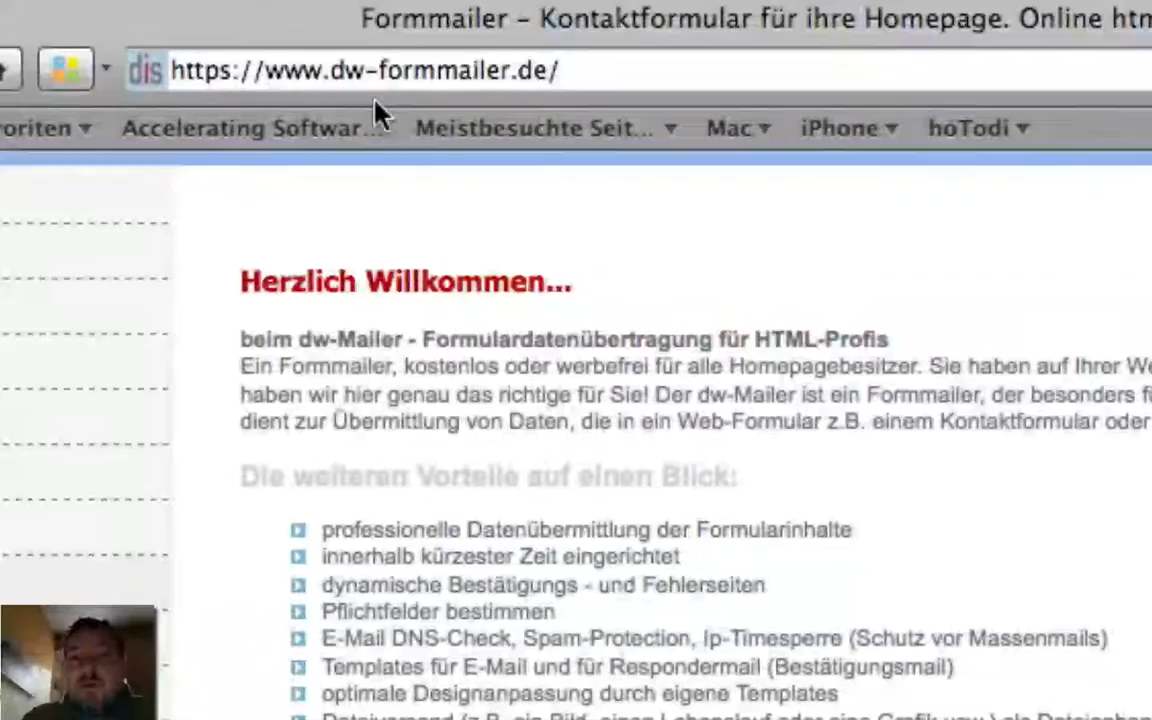 Formmailer – Kontaktformular für ihre Homepage. Online
dis https://www.dw-formmailer.de/
oriten Accelerating Softwar... Meistbesuchte Seit... Mac iPhone hoTodi
Herzlich Willkommen...
beim dw-Mailer - Formulardatenübertragung für HTML-Profis
Ein Formmailer, kostenlos oder werbefrei für alle Homepagebesitzer. Sie haben auf Ihrer
haben wir hier genau das richtige für Sie! Der dw-Mailer ist ein Formmailer, der besonders
dient zur Übermittlung von Daten, die in ein Web-Formular z.B. einem Kontaktformular oder
Die weiteren Vorteile auf einen Blick:
professionelle Datenübermittlung der Formularinhalte
innerhalb kürzester Zeit eingerichtet
dynamische Bestätigungs - und Fehlerseiten
Pflichtfelder bestimmen
E-Mail DNS-Check, Spam-Protection, Ip-Timesperre (Schutz vor Massenmails)
Templates für E-Mail und für Respondermail (Bestätigungsmail)
optimale Designanpassung durch eigene Templates